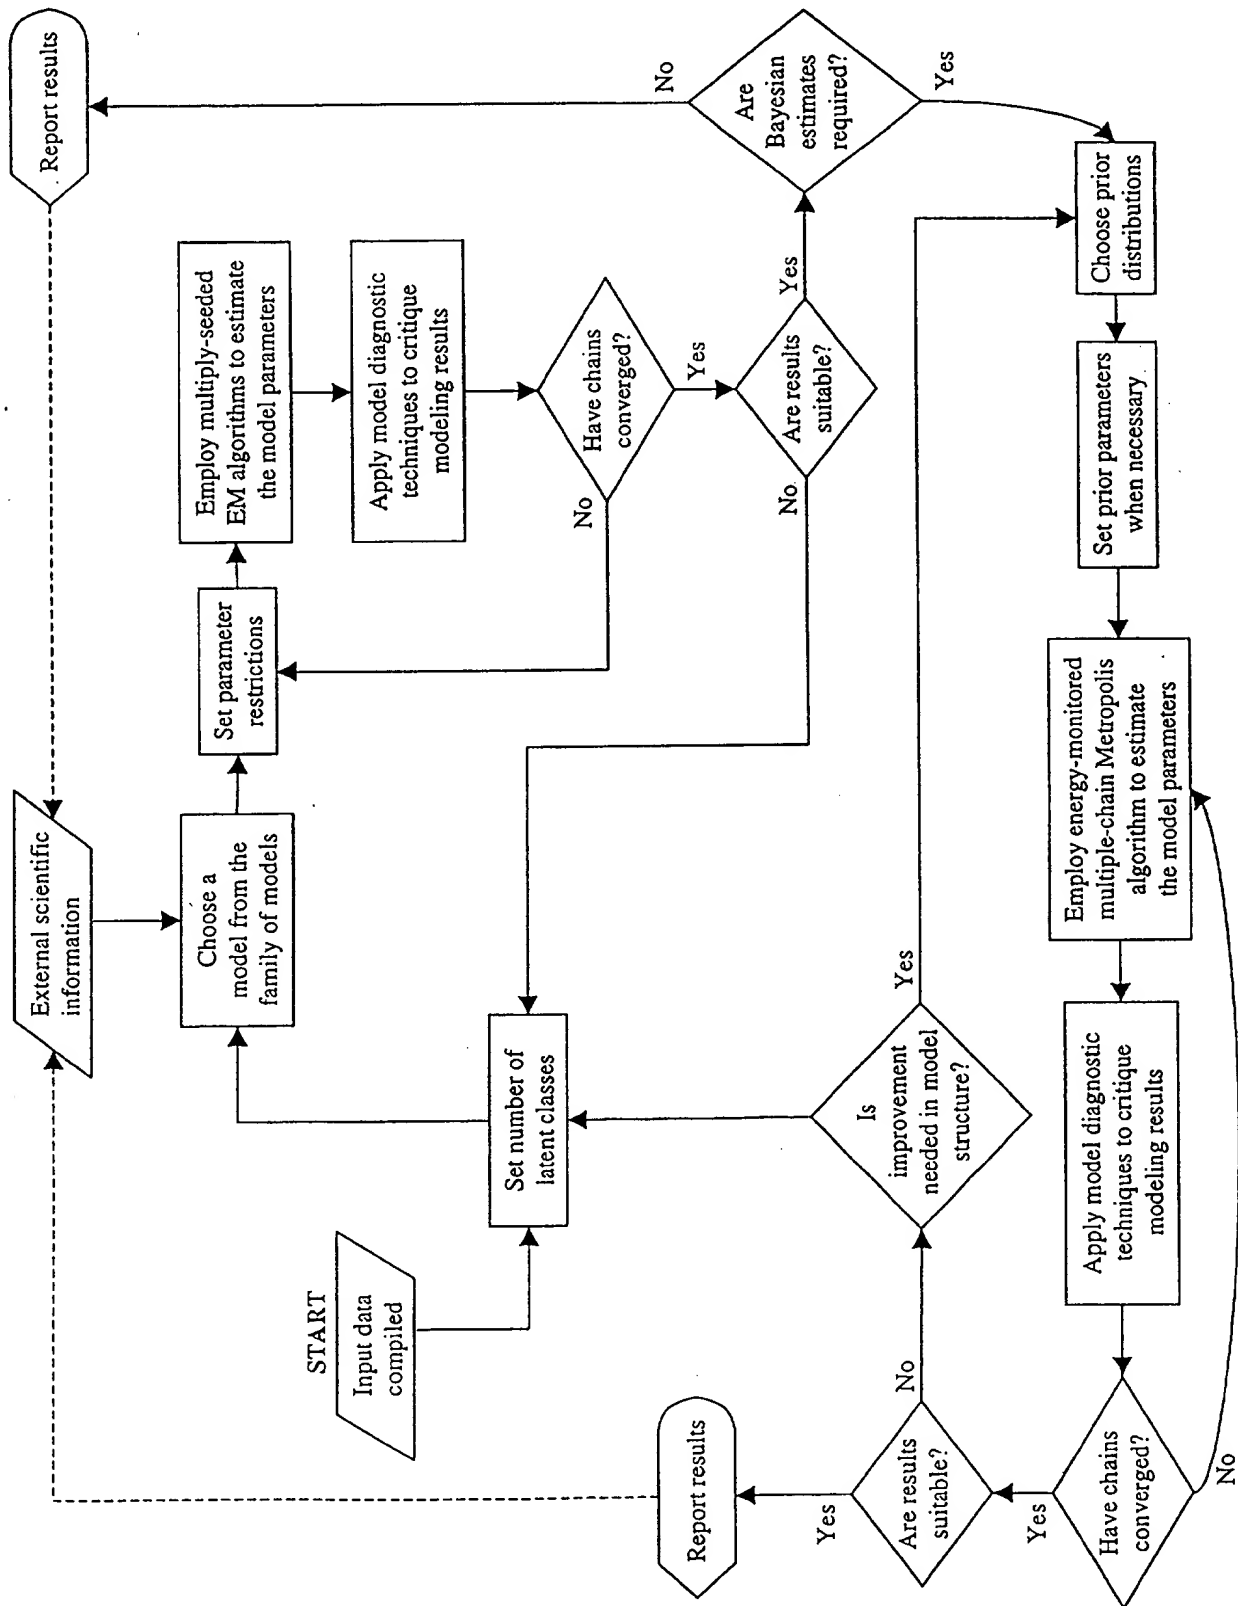 START
Input data
compiled
Set number of
latent classes
Choose a
model from the
family of models
External scientific
information
Set parameter
restrictions
Employ multiply-seeded
EM algorithms to estimate
the model parameters
Apply model diagnostic
techniques to critique
modeling results
Have chains
converged?
No
Yes
Are results
suitable?
No
Yes
Are
Bayesian
estimates
required?
No
Yes
Report results
Choose prior
distributions
Set prior parameters
when necessary
Employ energy-monitored
multiple-chain Metropolis
algorithm to estimate
the model parameters
Apply model diagnostic
techniques to critique
modeling results
Have chains
converged?
No
Yes
Are results
suitable?
No
Yes
Is
improvement
needed in model
structure?
Yes
Report results